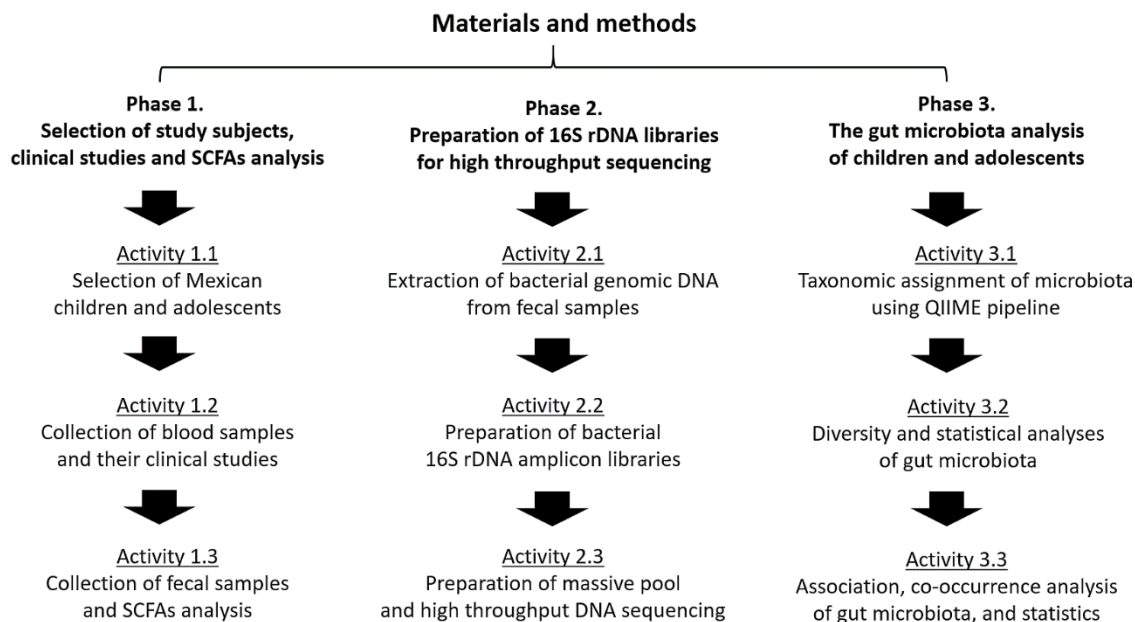 Materials and methods
Phase 1.
Selection of study subjects,
clinical studies and SCFAs analysis
Activity 1.1
Selection of Mexican
children and adolescents
Activity 1.2
Collection of blood samples
and their clinical studies
Activity 1.3
Collection of fecal samples
and SCFAs analysis
Phase 2.
Preparation of 16S rDNA libraries
for high throughput sequencing
Activity 2.1
Extraction of bacterial genomic DNA
from fecal samples
Activity 2.2
Preparation of bacterial
16S rDNA amplicon libraries
Activity 2.3
Preparation of massive pool
and high throughput DNA sequencing
Phase 3.
The gut microbiota analysis
of children and adolescents
Activity 3.1
Taxonomic assignment of microbiota
using QIIME pipeline
Activity 3.2
Diversity and statistical analyses
of gut microbiota
Activity 3.3
Association, co-occurrence analysis
of gut microbiota, and statistics